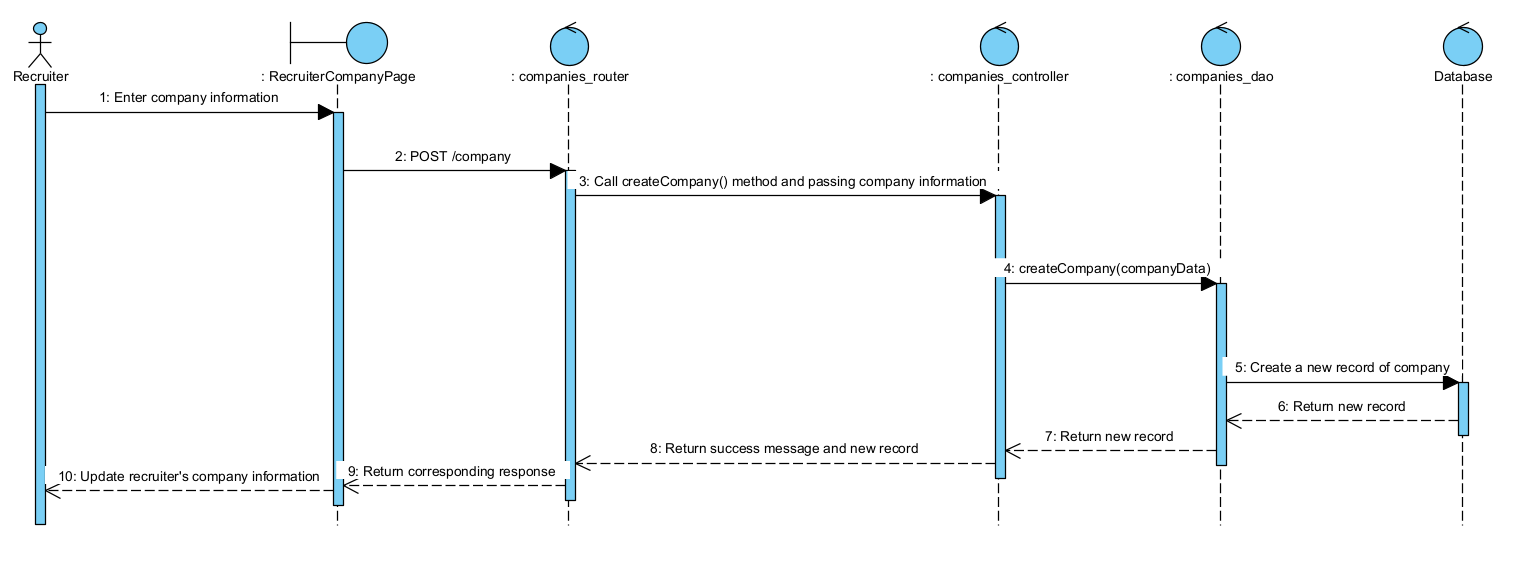 Recruiter
: RecruiterCompanyPage
: companies_router
: companies_controller
: companies_dao
Database
1: Enter company information
2: POST /company
3: Call createCompany() method and passing company information
4: createCompany(companyData)
5: Create a new record of company
6: Return new record
7: Return new record
8: Return success message and new record
9: Return corresponding response
10: Update recruiter's company information